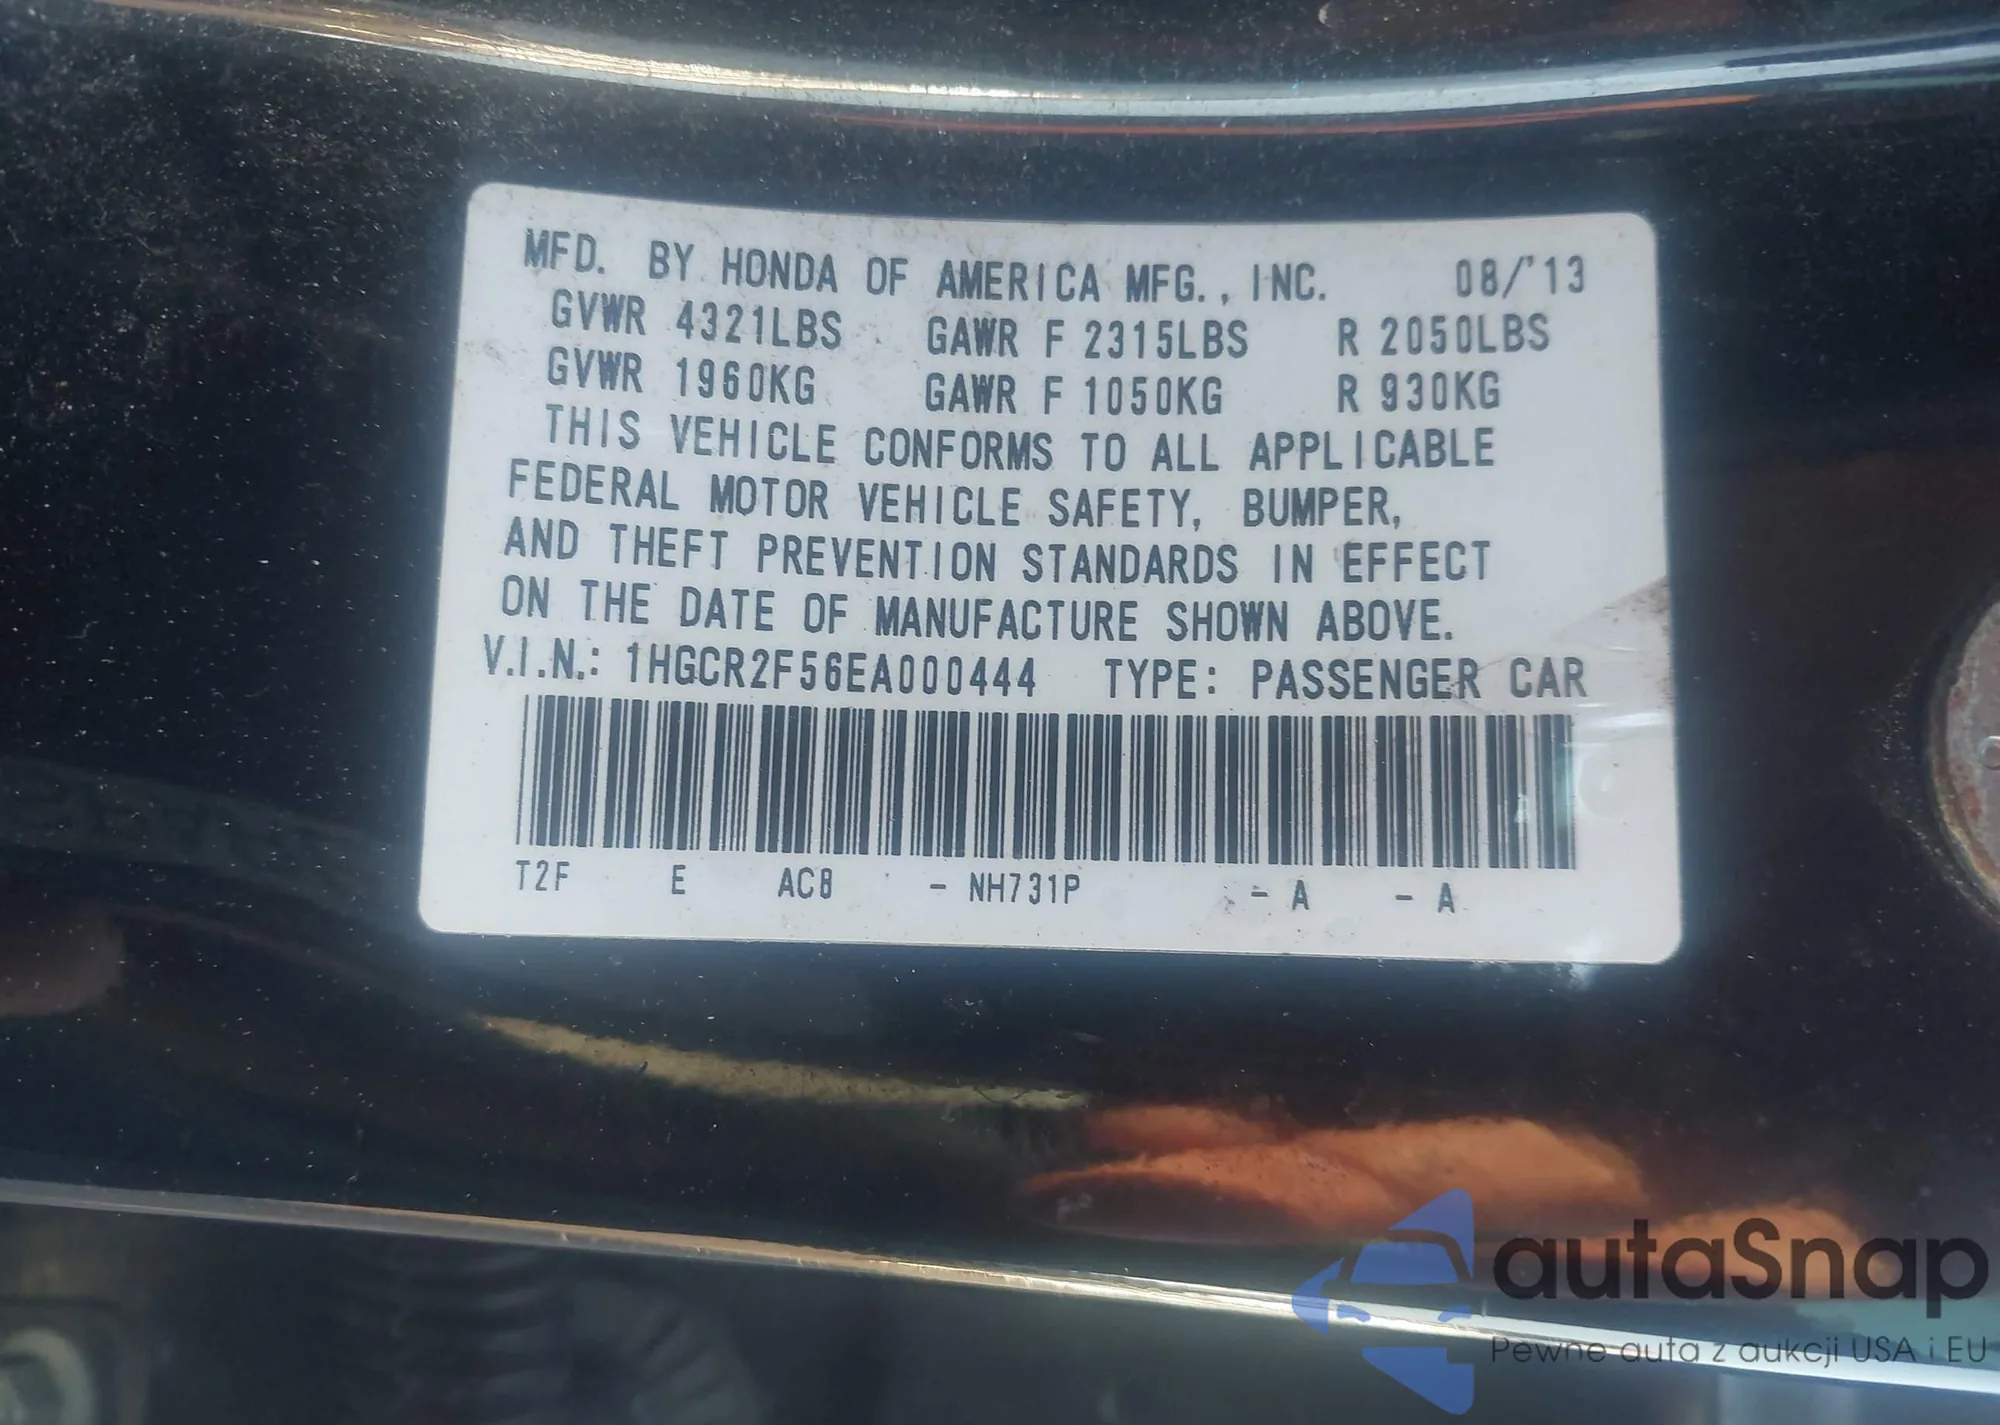 MFD. BY HONDA OF AMERICA MFG., INC. 08/'13
GVWR 4321LBS GAWR F 2315LBS R 2050LBS
GVWR 1960KG GAWR F 1050KG R 930KG
THIS VEHICLE CONFORMS TO ALL APPLICABLE
FEDERAL MOTOR VEHICLE SAFETY, BUMPER,
AND THEFT PREVENTION STANDARDS IN EFFECT
ON THE DATE OF MANUFACTURE SHOWN ABOVE.
V.I.N.: 1HGCR2F56EA000444 TYPE: PASSENGER CAR
T2F E AC8 - NH731P - A - A
autaSnap
Pewne auta z aukcji USA i EU